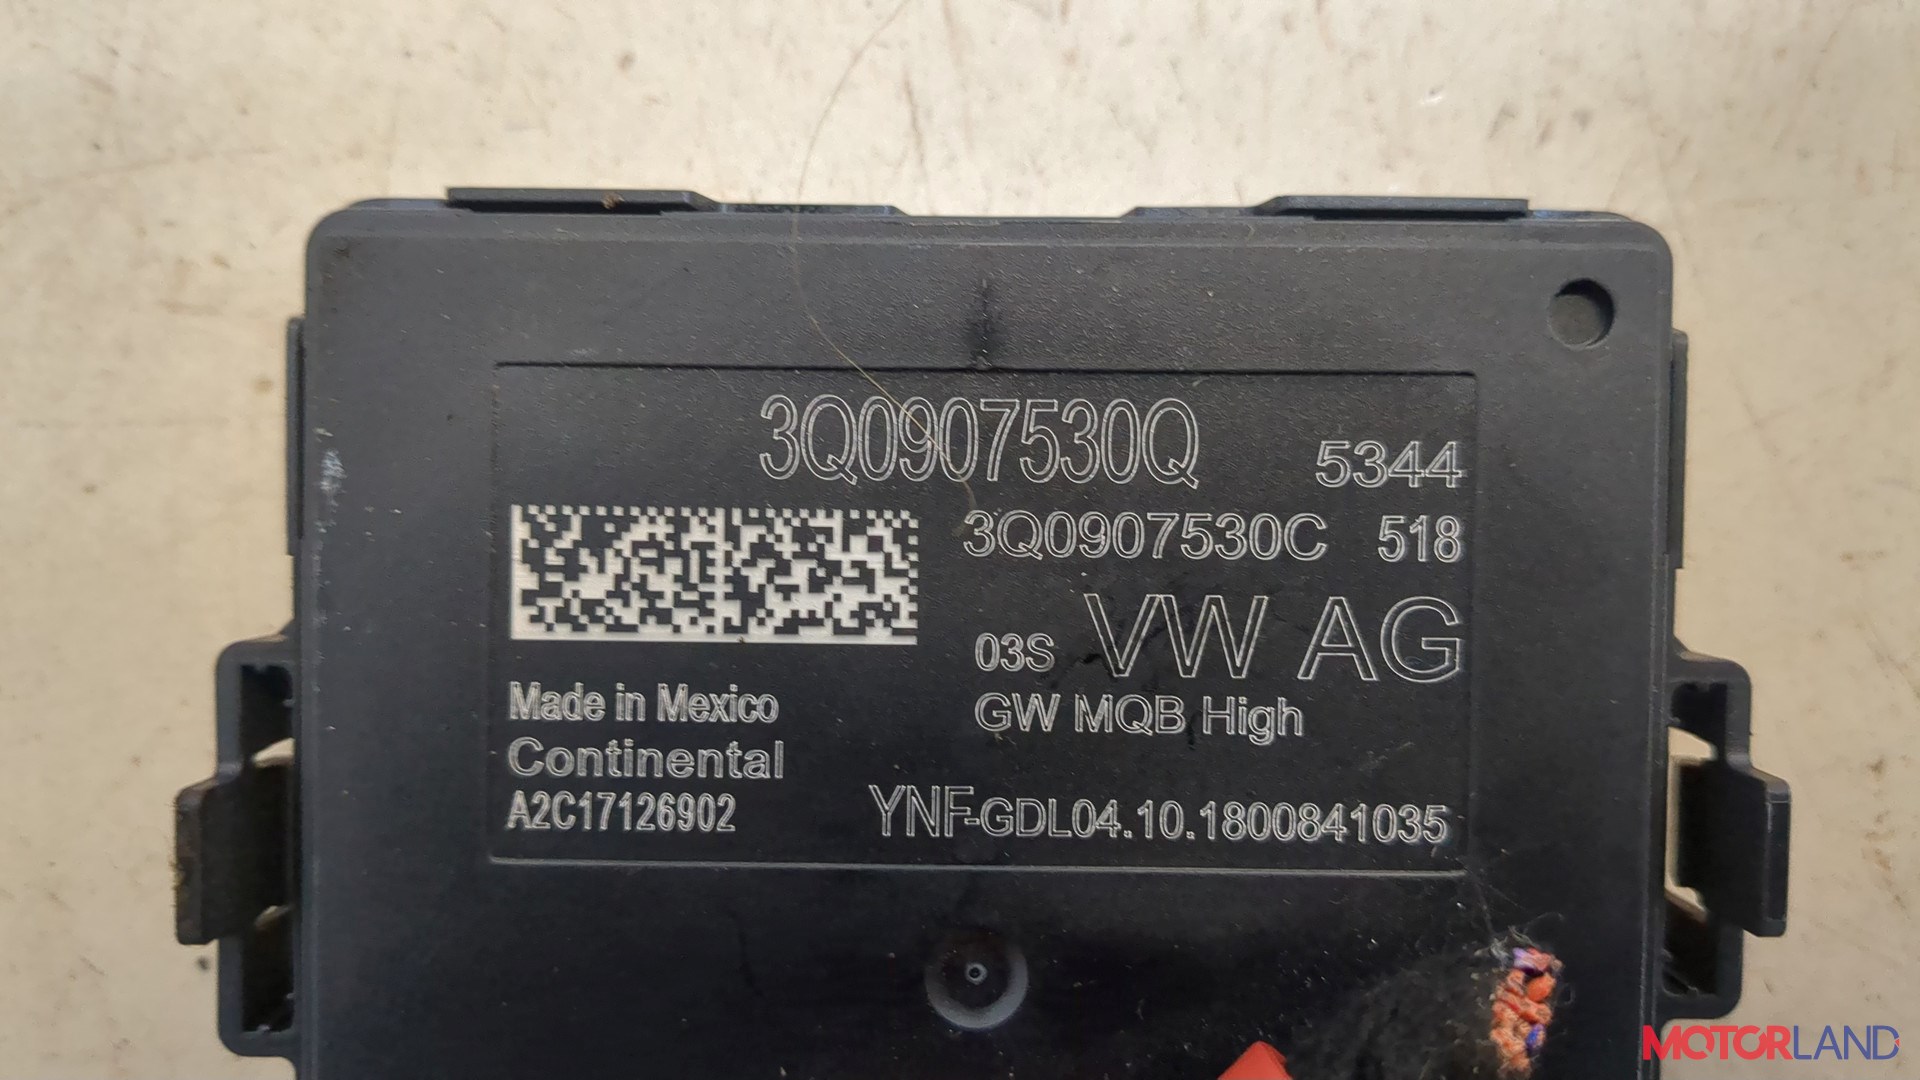 3Q0907530Q 5344
3Q0907530C 518
03S VW AG
Made in Mexico
GW MQB High
Continental
A2C17126902
YNF-GDL04.10.1800841035
MOTORLAND